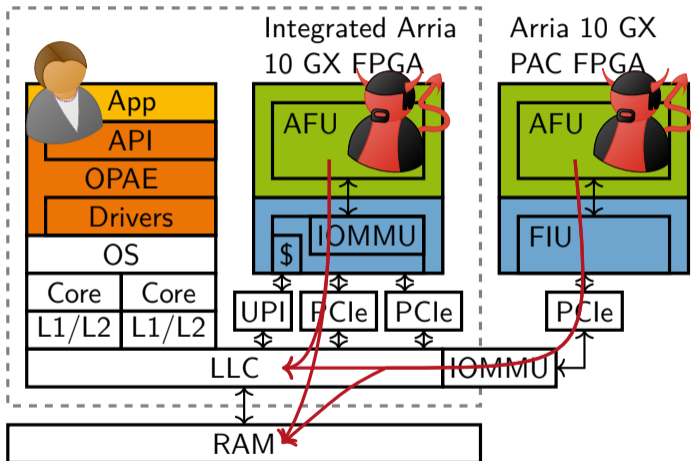 Integrated Arria
10 GX FPGA
Arria 10 GX
PAC FPGA
App
API
OPAE
Drivers
OS
Core
Core
L1/L2
L1/L2
AFU
IOMMU
$
UPI
PCIe
PCIe
AFU
FIU
PCIe
LLC
IOMMU
RAM